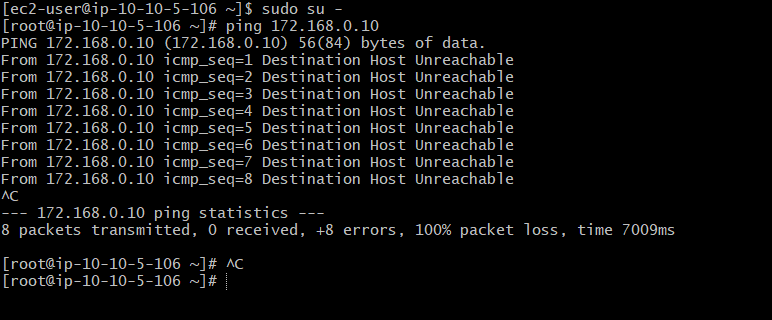 [ec2-user@ip-10-10-5-106 ~]$ sudo su -
[root@ip-10-10-5-106 ~]# ping 172.168.0.10
PING 172.168.0.10 (172.168.0.10) 56(84) bytes of data.
From 172.168.0.10 icmp_seq=1 Destination Host Unreachable
From 172.168.0.10 icmp_seq=2 Destination Host Unreachable
From 172.168.0.10 icmp_seq=3 Destination Host Unreachable
From 172.168.0.10 icmp_seq=4 Destination Host Unreachable
From 172.168.0.10 icmp_seq=5 Destination Host Unreachable
From 172.168.0.10 icmp_seq=6 Destination Host Unreachable
From 172.168.0.10 icmp_seq=7 Destination Host Unreachable
From 172.168.0.10 icmp_seq=8 Destination Host Unreachable
^C
--- 172.168.0.10 ping statistics ---
8 packets transmitted, 0 received, +8 errors, 100% packet loss, time 7009ms

[root@ip-10-10-5-106 ~]# ^C
[root@ip-10-10-5-106 ~]#